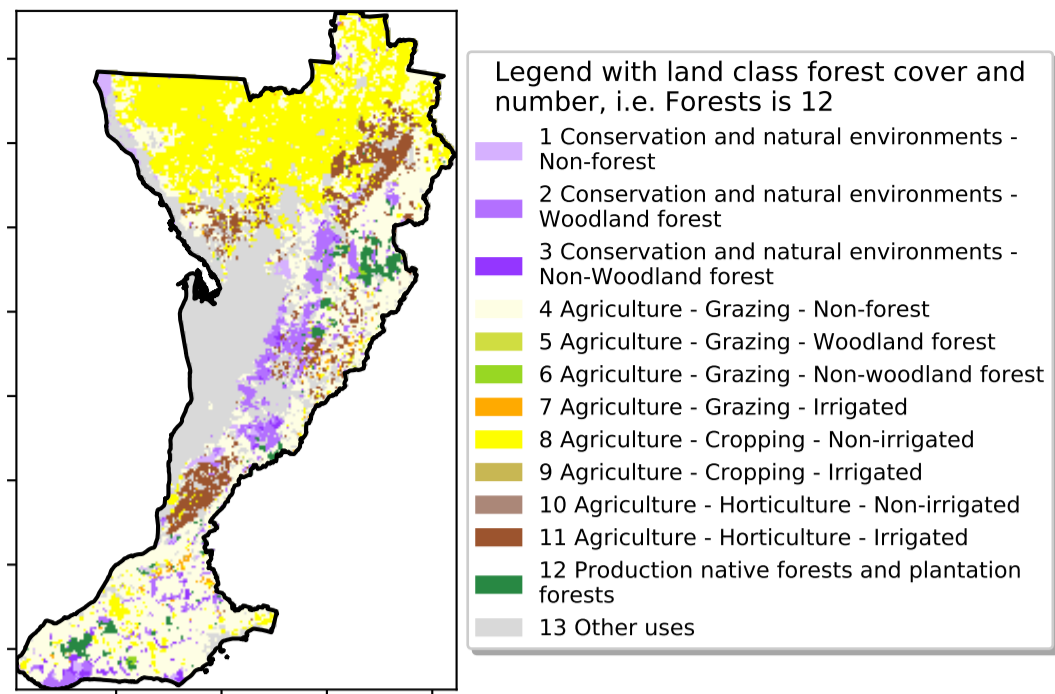 Legend with land class forest cover and
number, i.e. Forests is 12
1 Conservation and natural environments -
Non-forest
2 Conservation and natural environments -
Woodland forest
3 Conservation and natural environments -
Non-Woodland forest
4 Agriculture - Grazing - Non-forest
5 Agriculture - Grazing - Woodland forest
6 Agriculture - Grazing - Non-woodland forest
7 Agriculture - Grazing - Irrigated
8 Agriculture - Cropping - Non-irrigated
9 Agriculture - Cropping - Irrigated
10 Agriculture - Horticulture - Non-irrigated
11 Agriculture - Horticulture - Irrigated
12 Production native forests and plantation
forests
13 Other uses